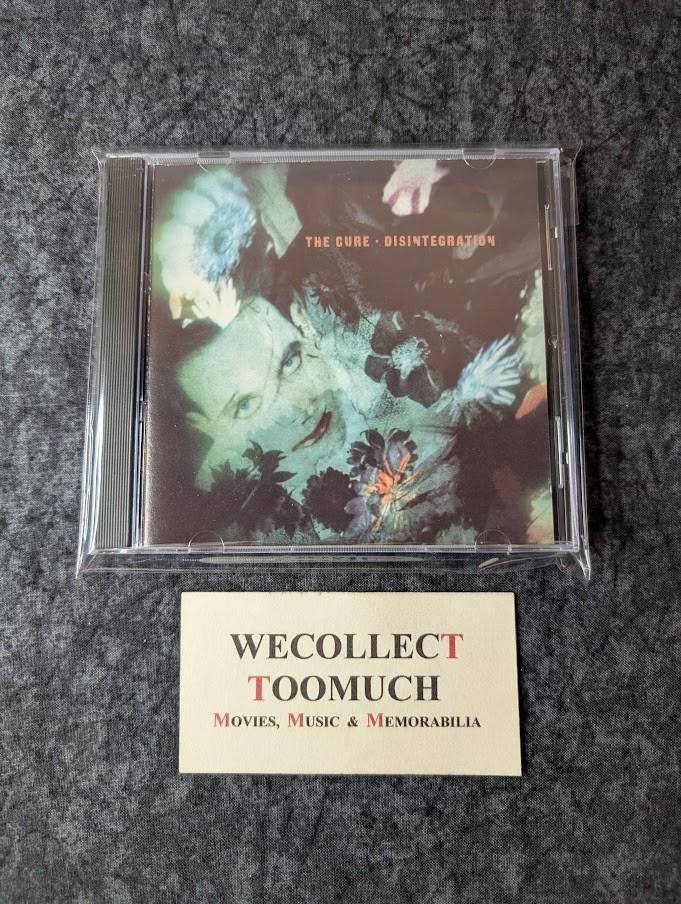 THE CURE · DISINTEGRATION
WECOLLECT
TOOMUCH
MOVIES, MUSIC & MEMORABILIA